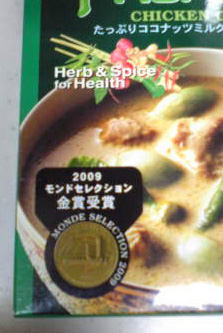 CHICKEN
たっぷりココナッツミルク
Herb & Spice
for Health
2009
モンドセレクション
金賞受賞
MONDE SELECTION 2009